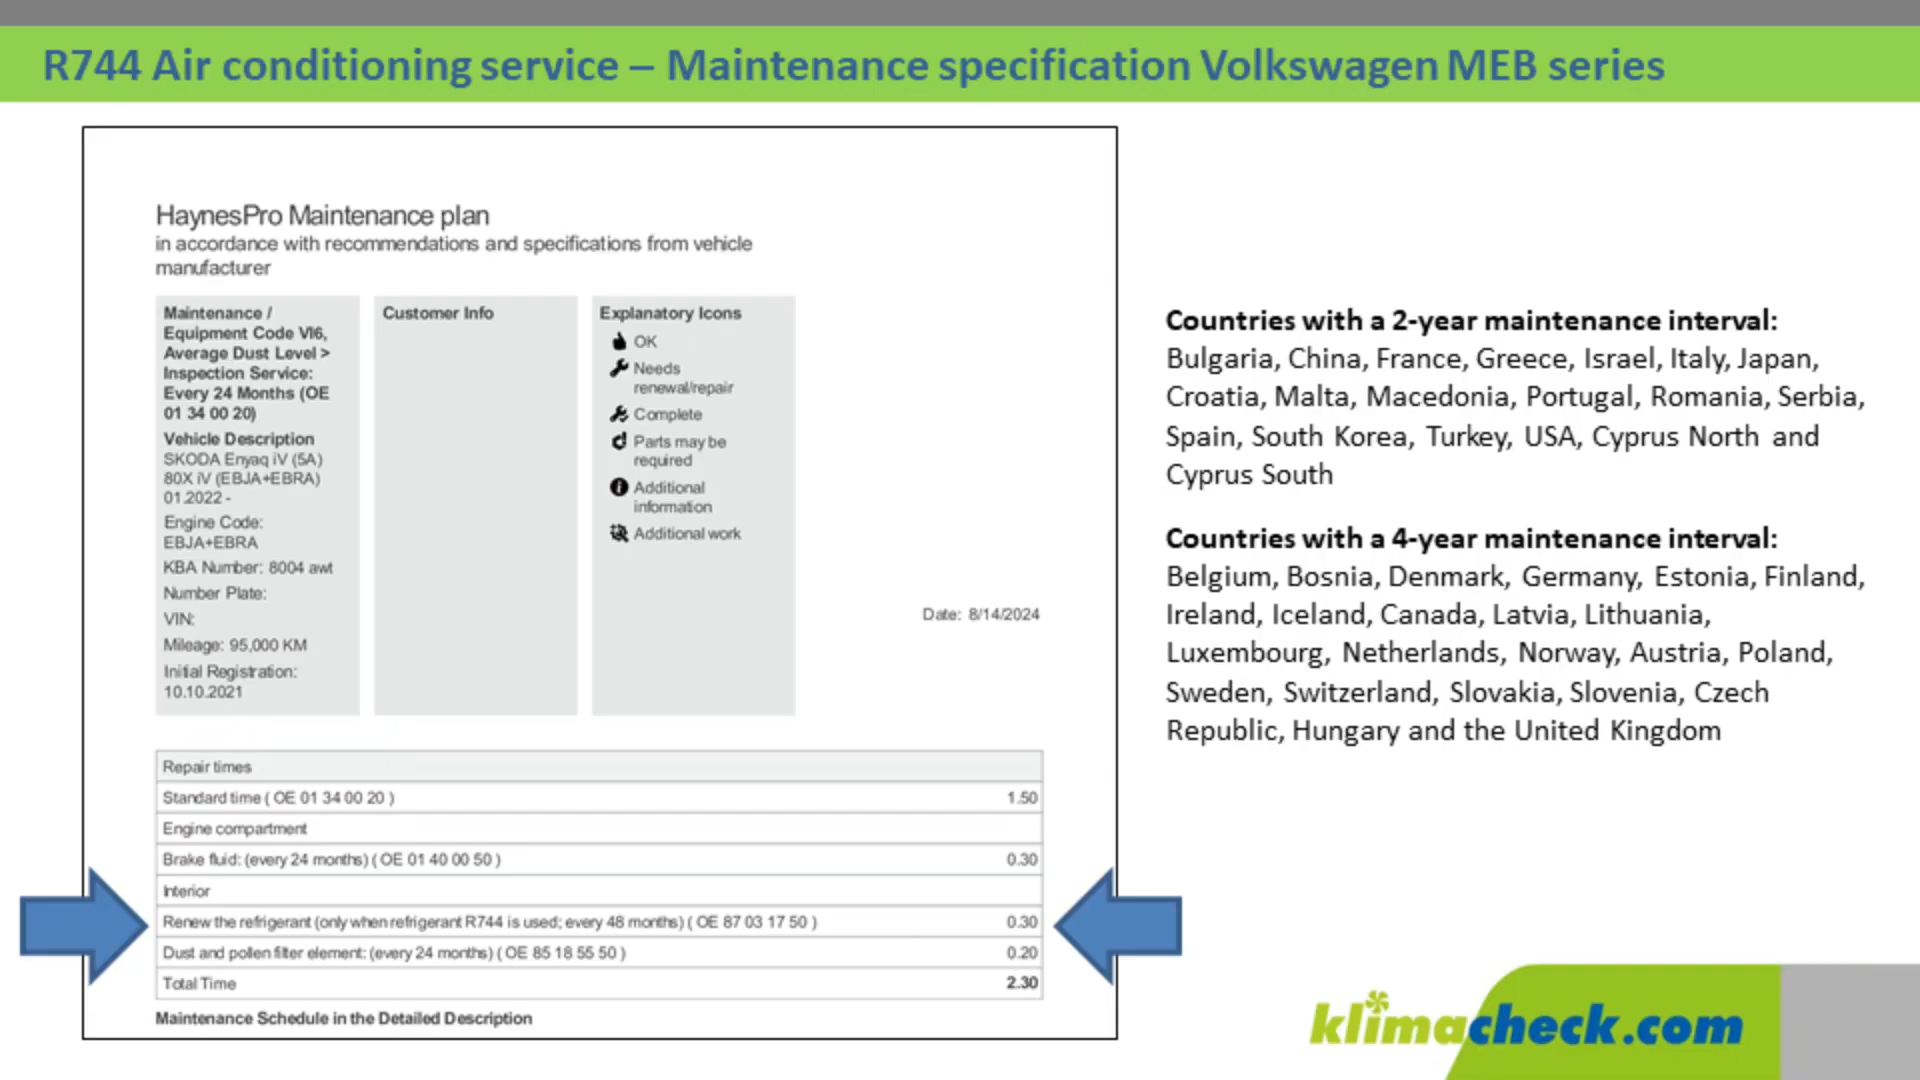 R744 Air conditioning service – Maintenance specification Volkswagen MEB series
HaynesPro Maintenance plan
in accordance with recommendations and specifications from vehicle
manufacturer
Maintenance /
Equipment Code VI6,
Average Dust Level >
Inspection Service:
Every 24 Months (OE
01 34 00 20)
Vehicle Description
SKODA Enyaq iV (5A)
80X iV (EBJA+EBRA)
01.2022 -
Engine Code:
EBJA+EBRA
KBA Number: 8004 awt
Number Plate:
VIN:
Mileage: 95,000 KM
Initial Registration:
10.10.2021
Customer Info
Explanatory Icons
OK
Needs
renewal/repair
Complete
Parts may be
required
Additional
information
Additional work
Date: 8/14/2024
Repair times
Standard time ( OE 01 34 00 20 ) 1.50
Engine compartment
Brake fluid: (every 24 months) ( OE 01 40 00 50 ) 0.30
Interior
Renew the refrigerant (only when refrigerant R744 is used; every 48 months) ( OE 87 03 17 50 ) 0.30
Dust and pollen filter element: (every 24 months) ( OE 85 18 55 50 ) 0.20
Total Time 2.30
Maintenance Schedule in the Detailed Description
Countries with a 2-year maintenance interval:
Bulgaria, China, France, Greece, Israel, Italy, Japan,
Croatia, Malta, Macedonia, Portugal, Romania, Serbia,
Spain, South Korea, Turkey, USA, Cyprus North and
Cyprus South
Countries with a 4-year maintenance interval:
Belgium, Bosnia, Denmark, Germany, Estonia, Finland,
Ireland, Iceland, Canada, Latvia, Lithuania,
Luxembourg, Netherlands, Norway, Austria, Poland,
Sweden, Switzerland, Slovakia, Slovenia, Czech
Republic, Hungary and the United Kingdom
klimacheck.com